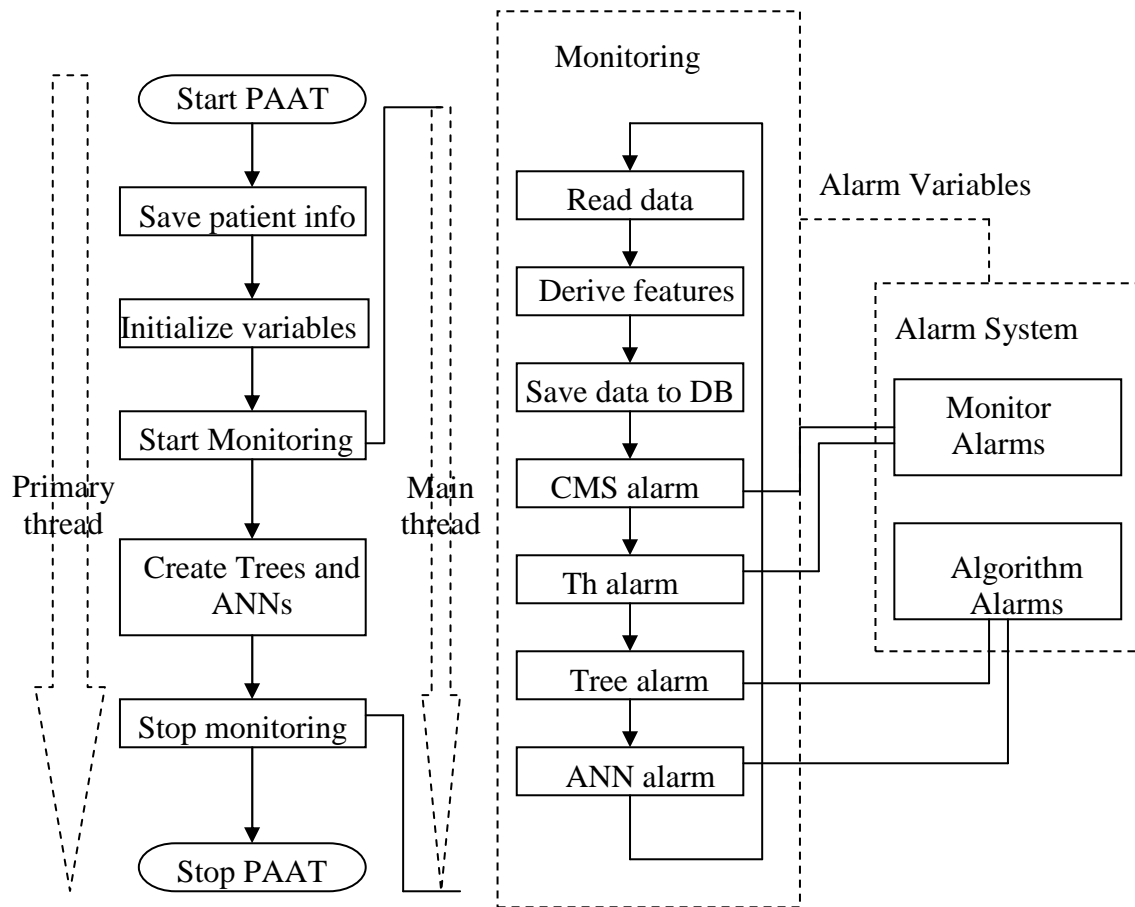 Start PAAT
Save patient info
Initialize variables
Start Monitoring
Primary
thread
Create Trees and
ANNs
Stop monitoring
Stop PAAT
Main
thread
Monitoring
Read data
Derive features
Save data to DB
CMS alarm
Th alarm
Tree alarm
ANN alarm
Alarm Variables
Alarm System
Monitor
Alarms
Algorithm
Alarms